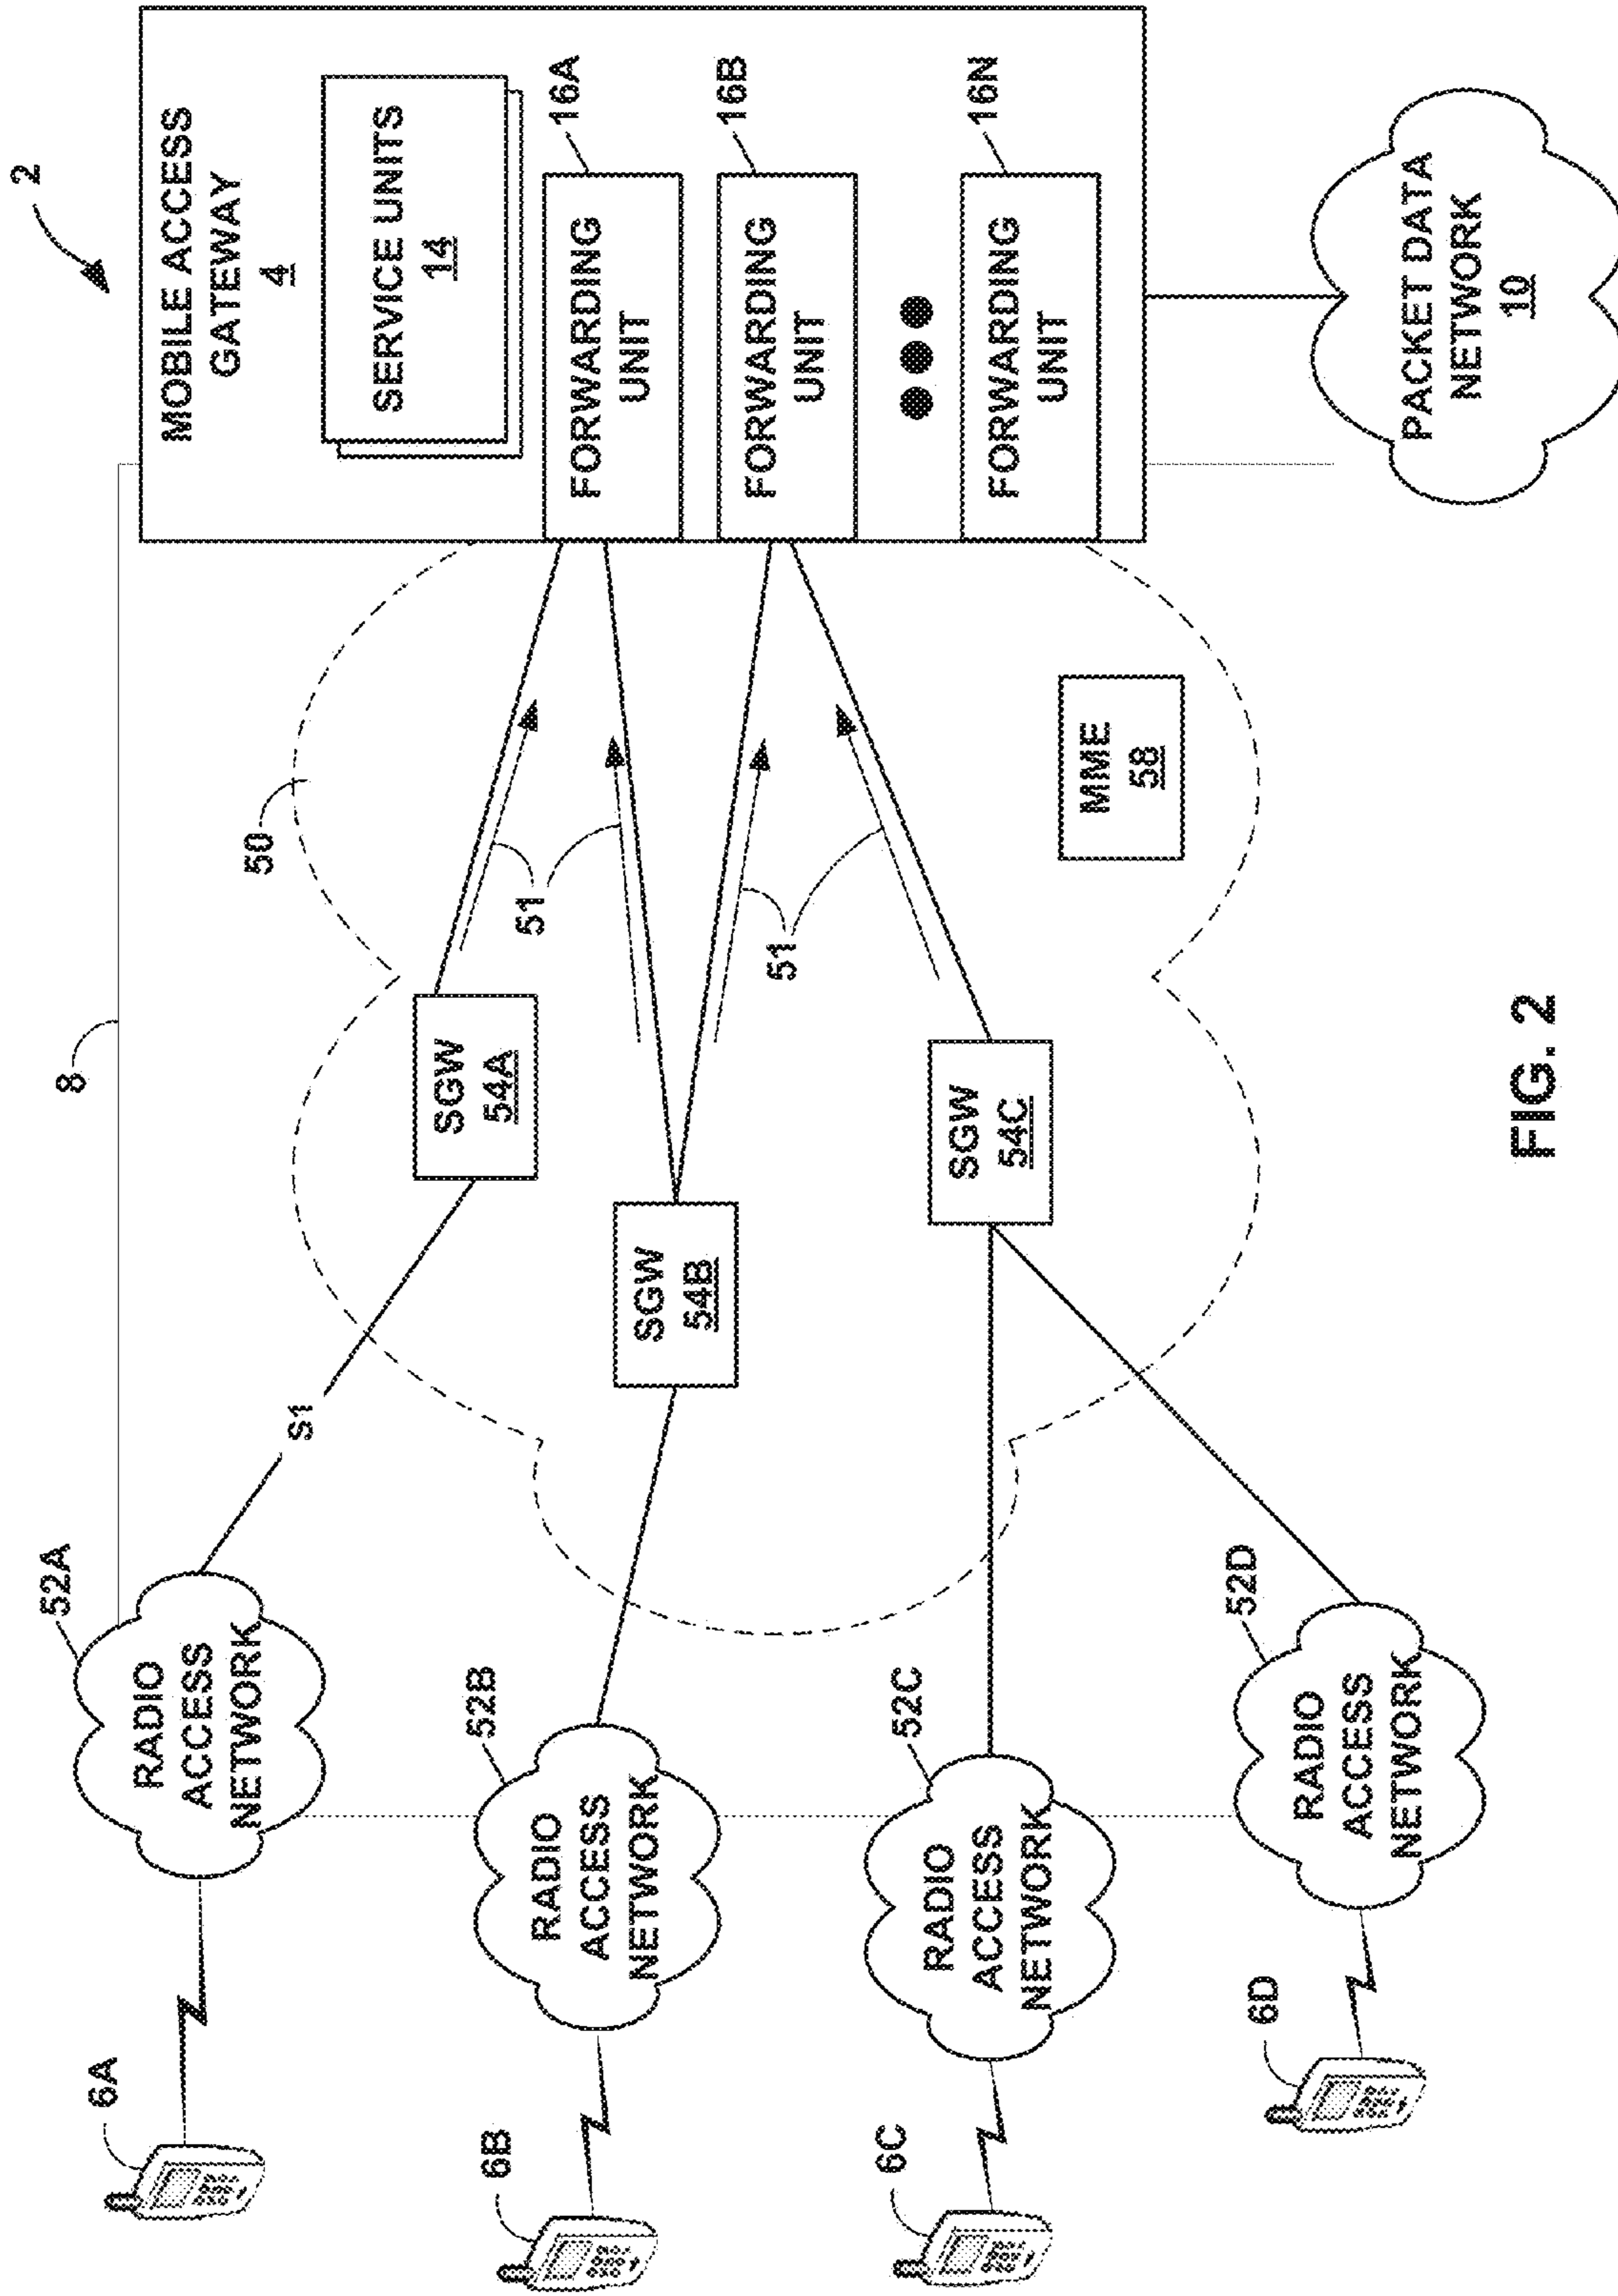 2
MOBILE ACCESS
GATEWAY
4
SERVICE UNITS
14
FORWARDING
UNIT
16A
FORWARDING
UNIT
16B
FORWARDING
UNIT
16N
PACKET DATA
NETWORK
10
8
50
51
51
MME
58
SGW
54A
SGW
54B
SGW
54C
S1
52A
RADIO
ACCESS
NETWORK
52B
RADIO
ACCESS
NETWORK
52C
RADIO
ACCESS
NETWORK
52D
RADIO
ACCESS
NETWORK
6A
6B
6C
6D
FIG. 2